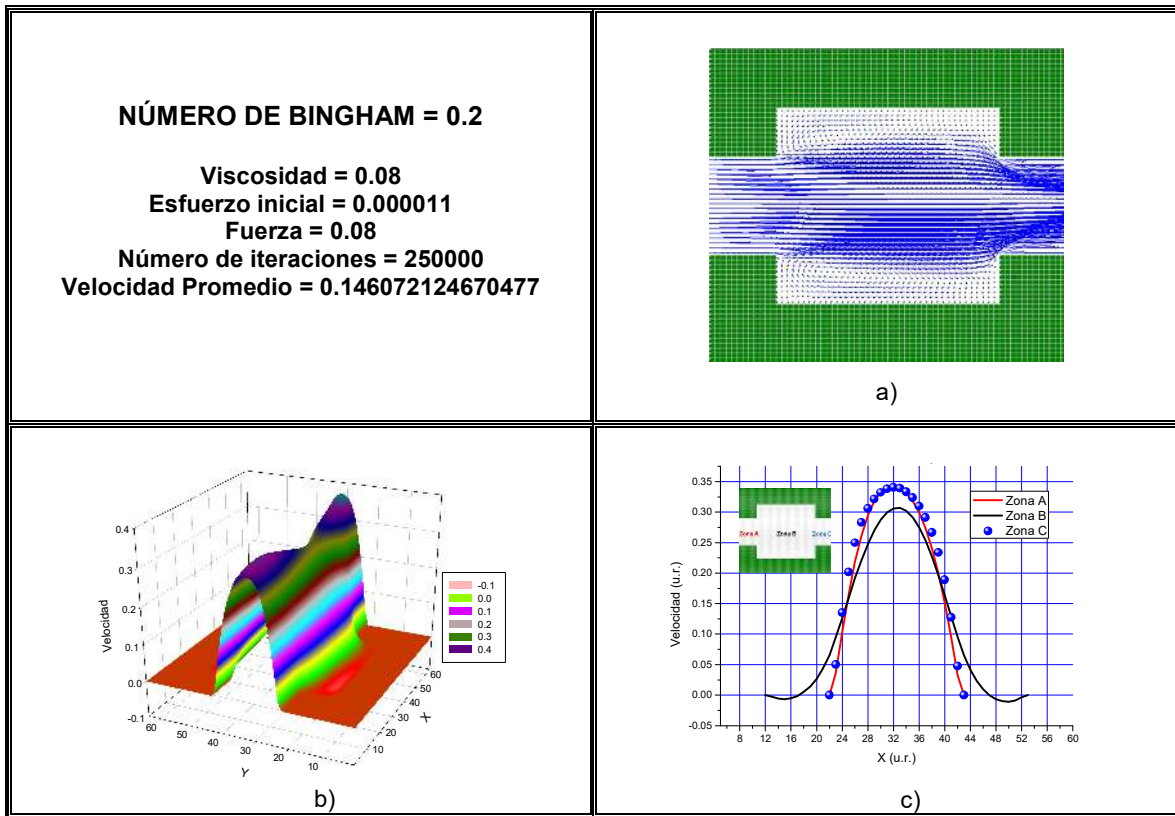 NÚMERO DE BINGHAM = 0.2
Viscosidad = 0.08
Esfuerzo inicial = 0.000011
Fuerza = 0.08
Número de iteraciones = 250000
Velocidad Promedio = 0.146072124670477
a)
0.4
0.3
0.2
0.1
0.0
-0.1
Velocidad
60
50
40
30
20
10
Y
10
20
30
40
50
60
X
-0.1
0.0
0.1
0.2
0.3
0.4
b)
0.35
0.30
0.25
0.20
0.15
0.10
0.05
0.00
-0.05
Velocidad (u.r.)
Zona A
Zona B
Zona C
Zona A
Zona B
Zona C
8 12 16 20 24 28 32 36 40 44 48 52 56 60
X (u.r.)
c)